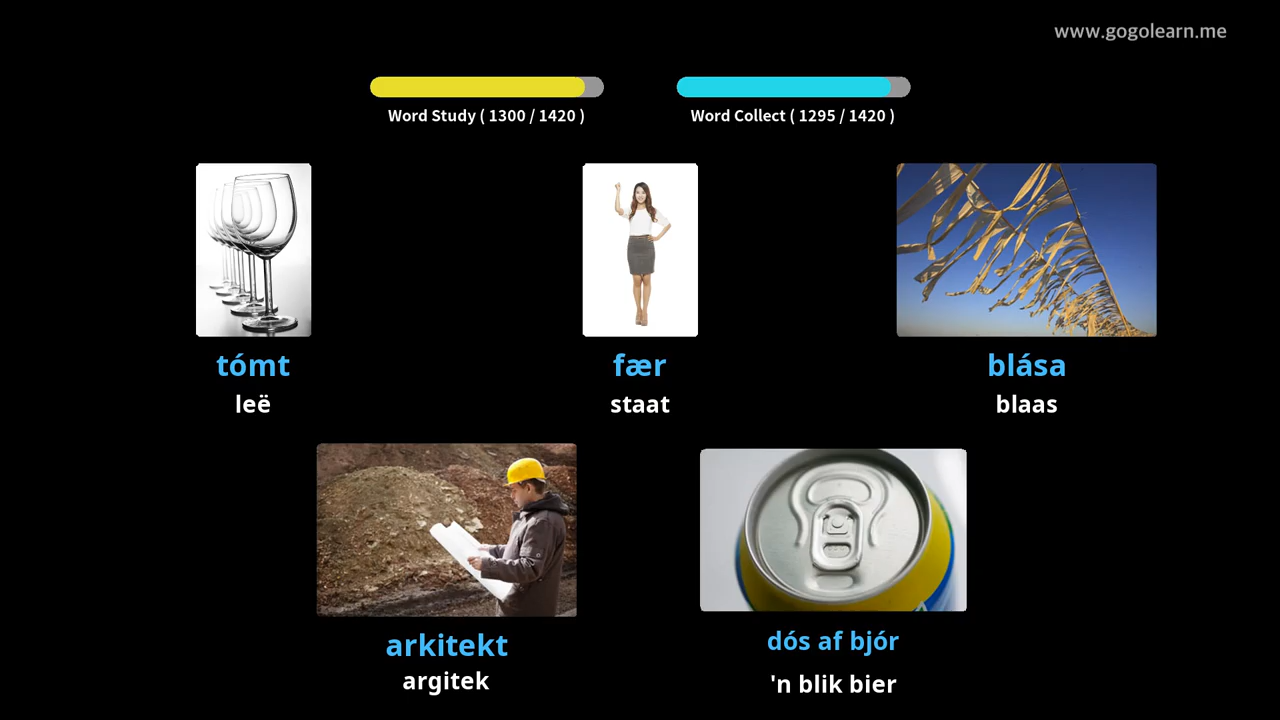 www.gogolearn.me
Word Study ( 1300 / 1420 )
Word Collect ( 1295 / 1420 )
tómt
leë
fær
staat
blása
blaas
arkitekt
argitek
dós af bjór
'n blik bier